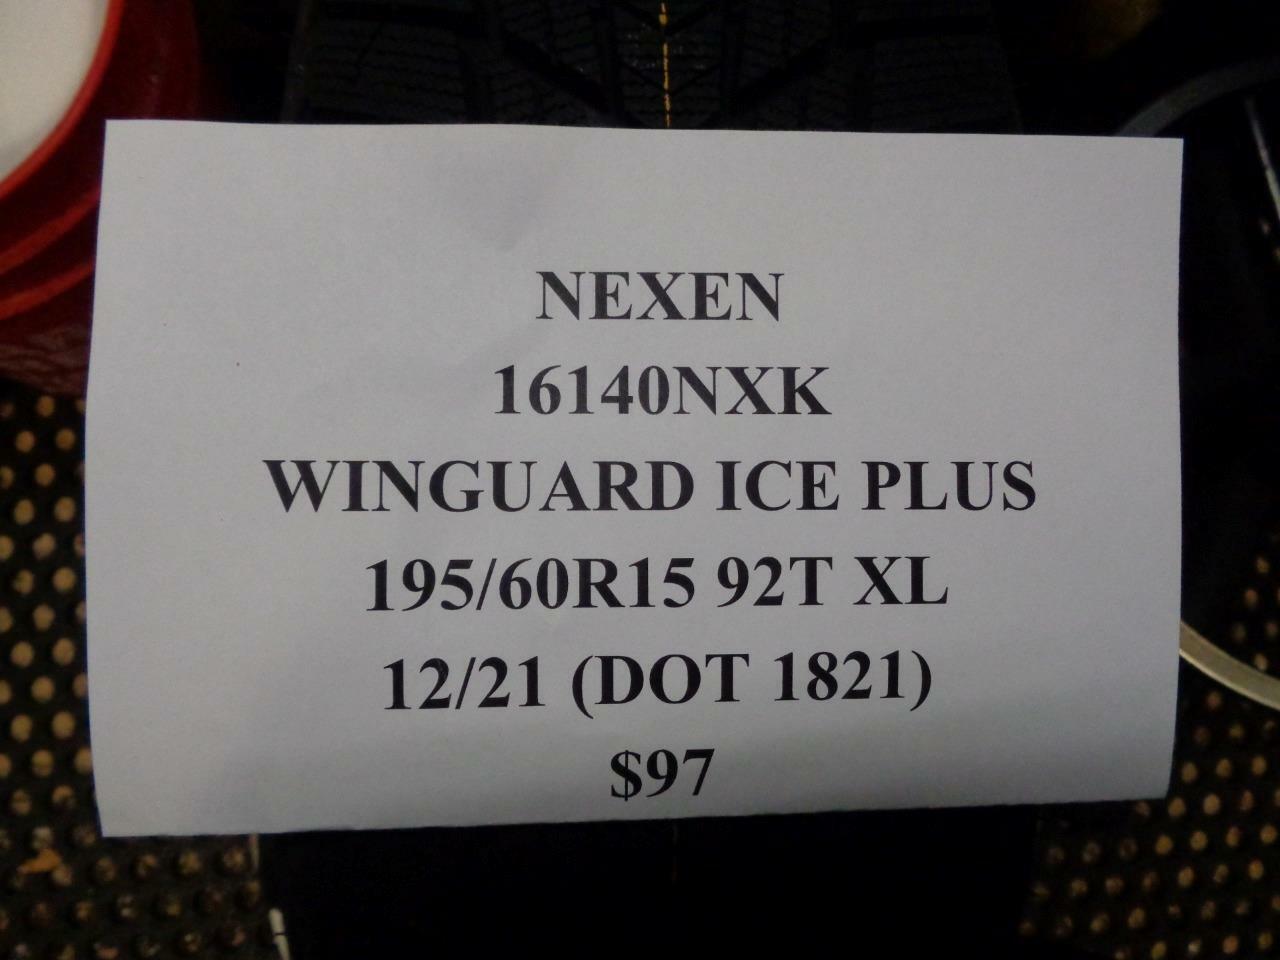 NEXEN
16140NXK
WINGUARD ICE PLUS
195/60R15 92T XL
12/21 (DOT 1821)
$97